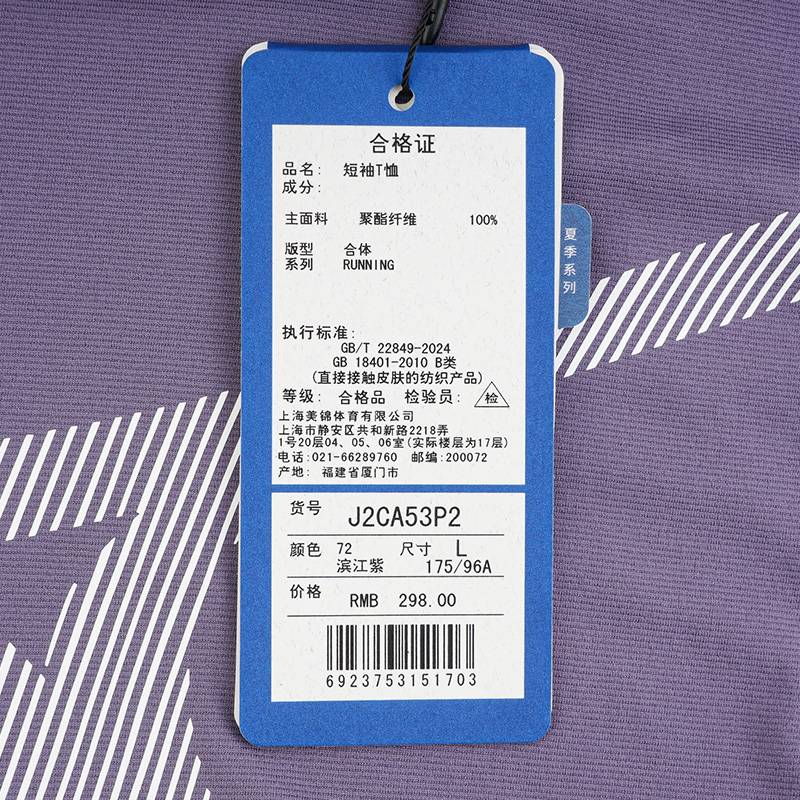 合格证
品名: 短袖T恤
成分:
主面料 聚酯纤维 100%
版型 合体
系列 RUNNING
执行标准:
GB/T 22849-2024
GB 18401-2010 B类
(直接接触皮肤的纺织产品)
等级: 合格品 检验员: 检
上海美锦体育有限公司
上海市静安区共和新路2218弄
1号20层04、05、06室(实际楼层为17层)
电话:021-66289760 邮编:200072
产地: 福建省厦门市
货号 J2CA53P2
颜色 72 尺寸 L
滨江紫 175/96A
价格 RMB 298.00
6923753151703
夏季系列